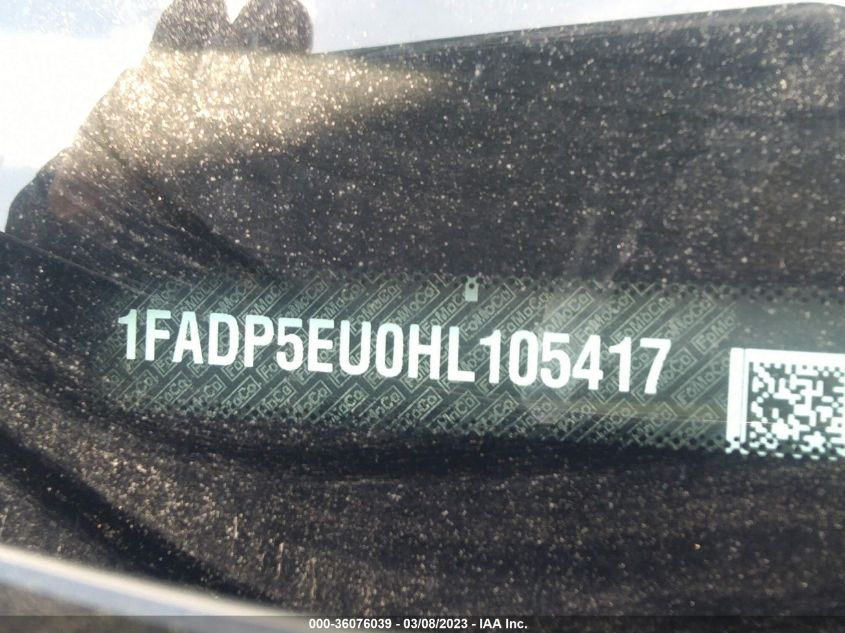 1FADP5EU0HL105417
000-36076039 — 03/08/2023 — IAA Inc.